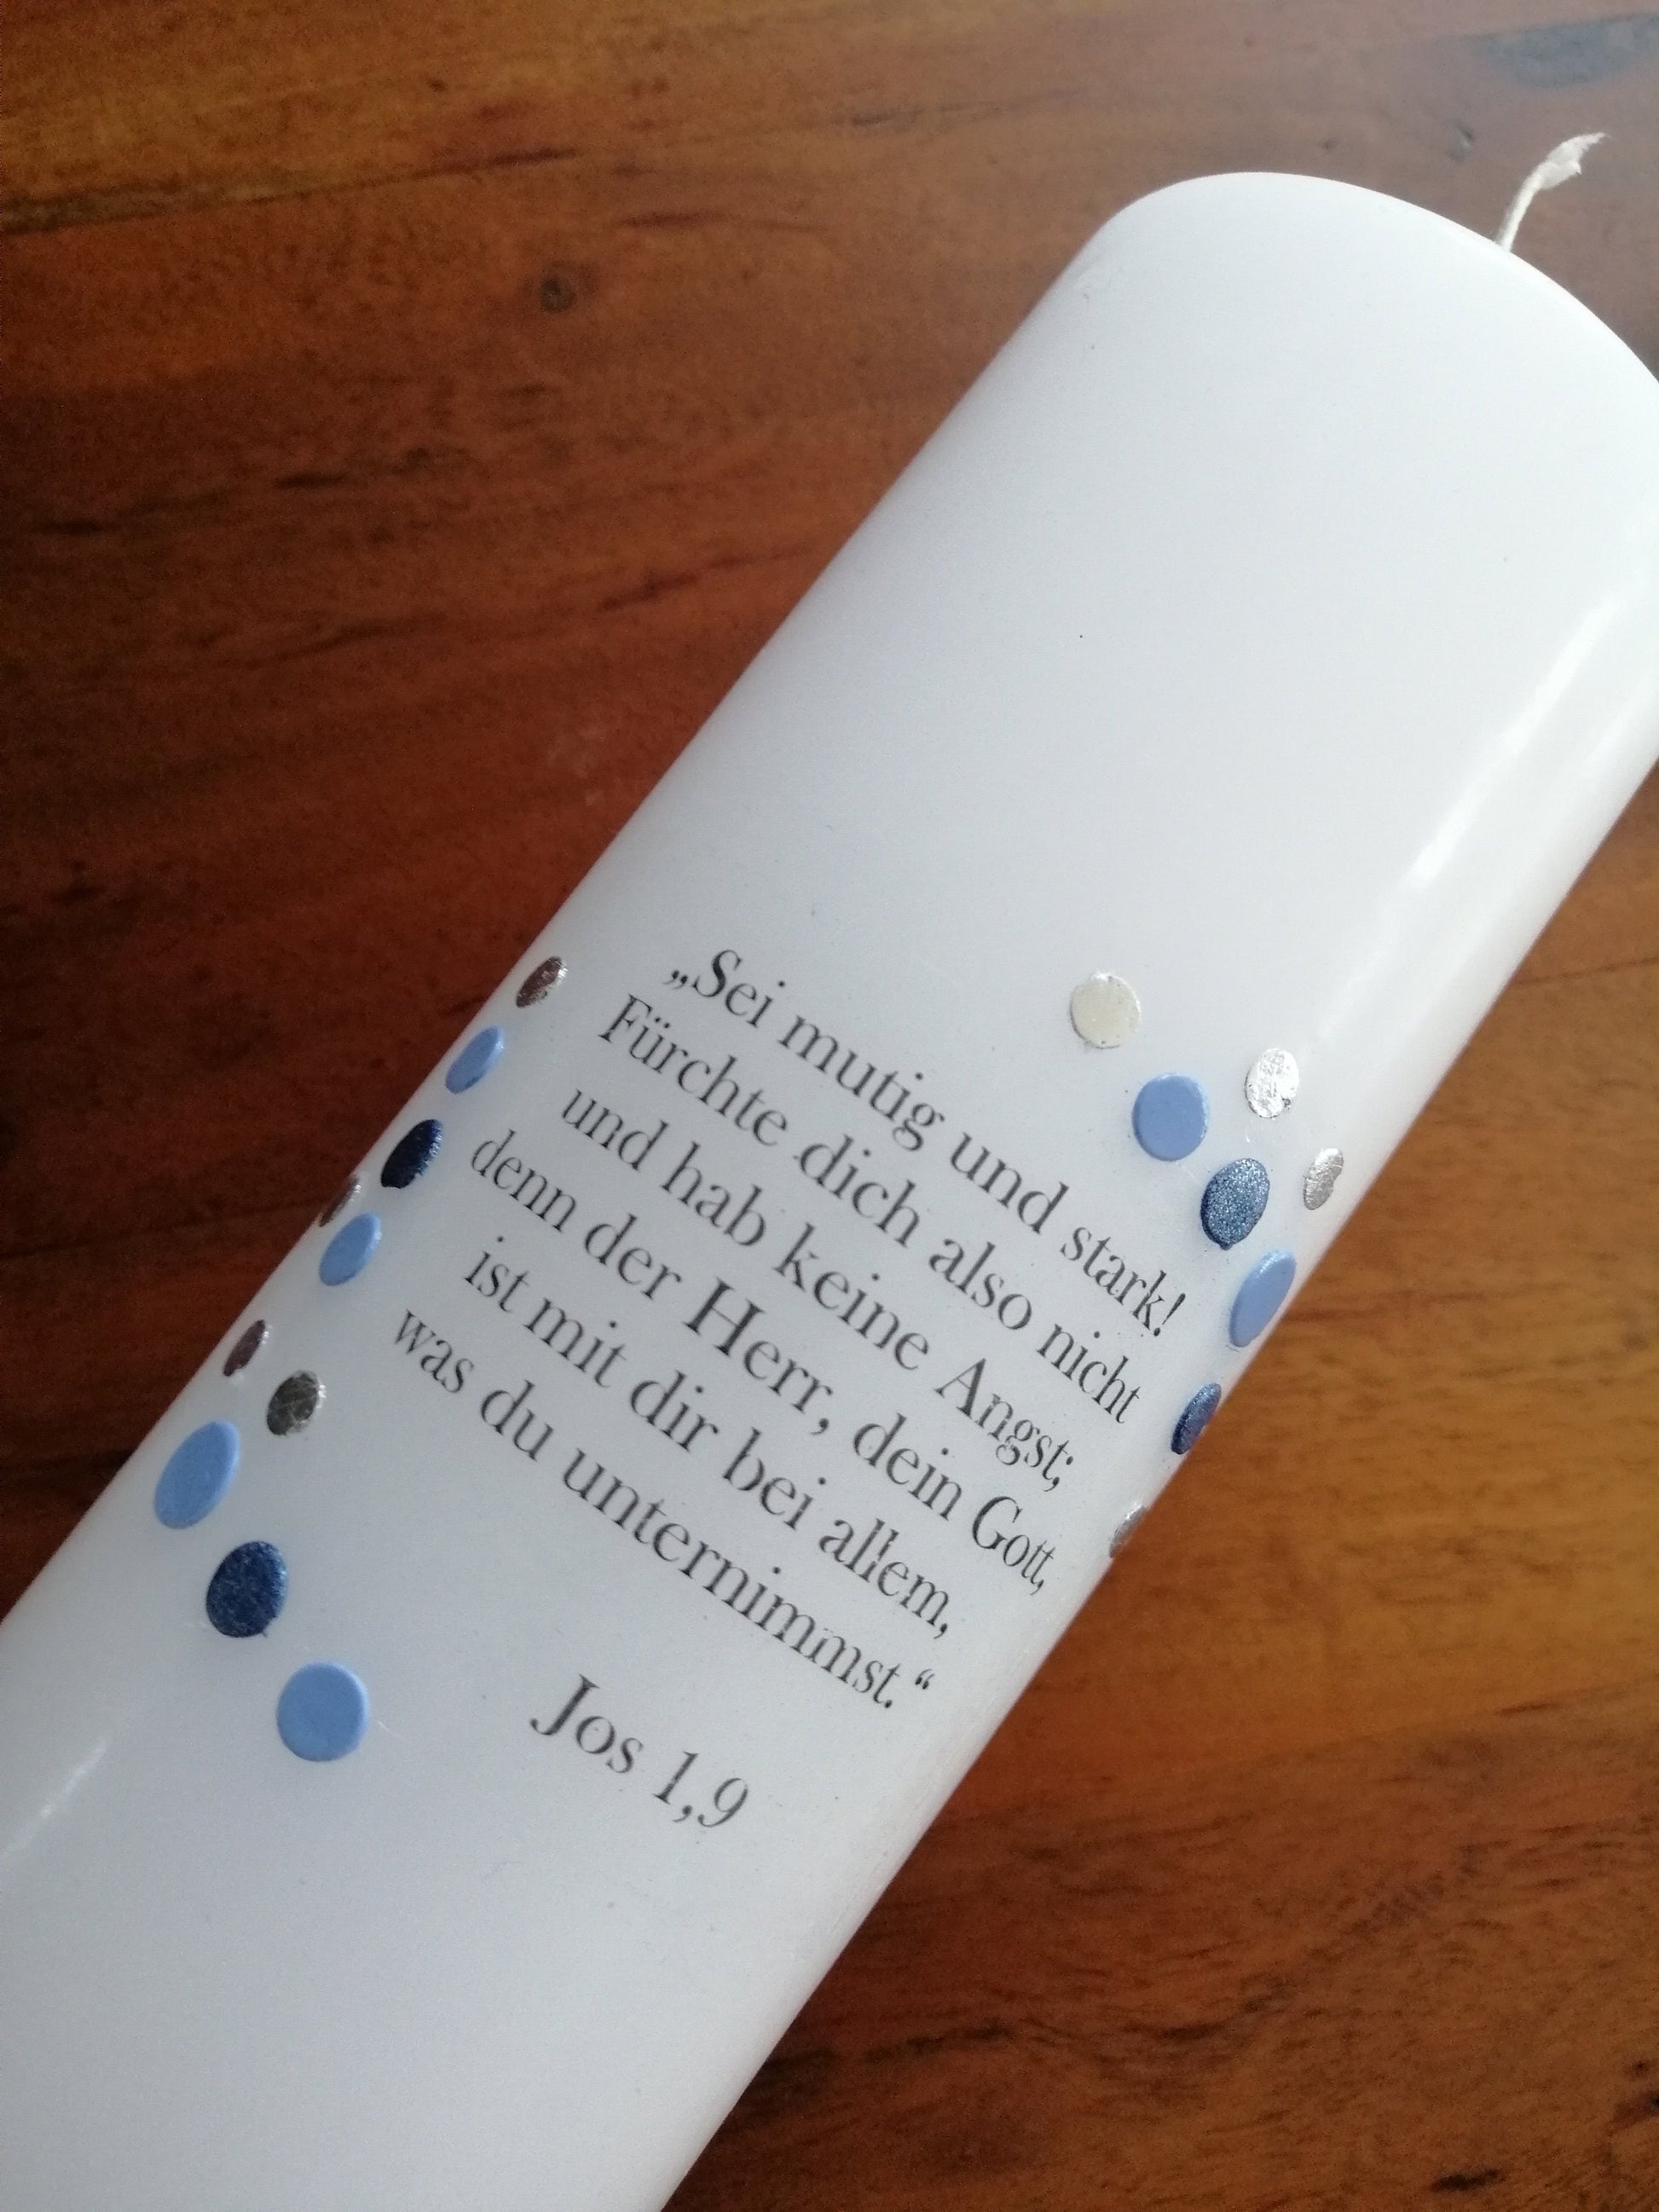 „Sei mutig und stark!
Fürchte dich also nicht
und hab keine Angst;
denn der Herr, dein Gott,
ist mit dir bei allem,
was du unternimmst.“
Jos 1,9